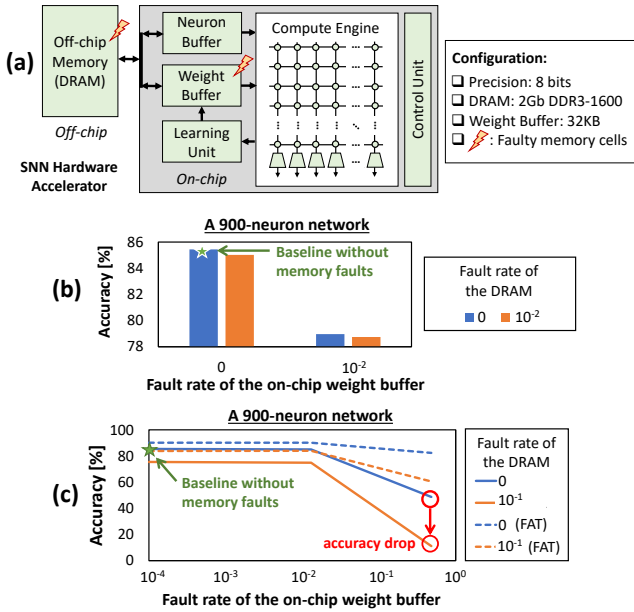 (a)
Off-chip
Memory
(DRAM)
Off-chip
SNN Hardware
Accelerator
Neuron
Buffer
Weight
Buffer
Learning
Unit
On-chip
Compute Engine
Control Unit
Configuration:
Precision: 8 bits
DRAM: 2Gb DDR3-1600
Weight Buffer: 32KB
: Faulty memory cells
(b)
A 900-neuron network
Accuracy [%]
86
84
82
80
78
Baseline without
memory faults
0
10⁻²
Fault rate of the on-chip weight buffer
Fault rate of
the DRAM
0
10⁻²
(c)
A 900-neuron network
Accuracy [%]
100
80
60
40
20
0
Baseline without
memory faults
accuracy drop
10⁻⁴
10⁻³
10⁻²
10⁻¹
10⁰
Fault rate of the on-chip weight buffer
Fault rate of
the DRAM
0
10⁻¹
0 (FAT)
10⁻¹ (FAT)